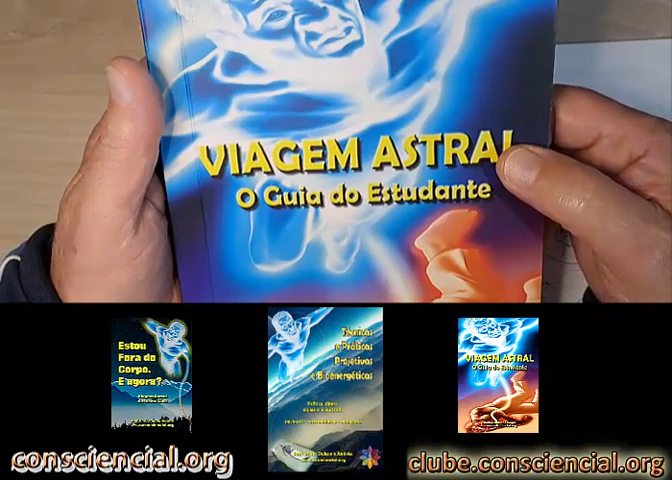 VIAGEM ASTRAL
O Guia do Estudante
Estou
Fora do
Corpo.
E agora?
Técnicas
e Práticas
Projetivas
e Bioenergéticas
VIAGEM ASTRAL
O Guia do Estudante
consciencial.org
clube.consciencial.org